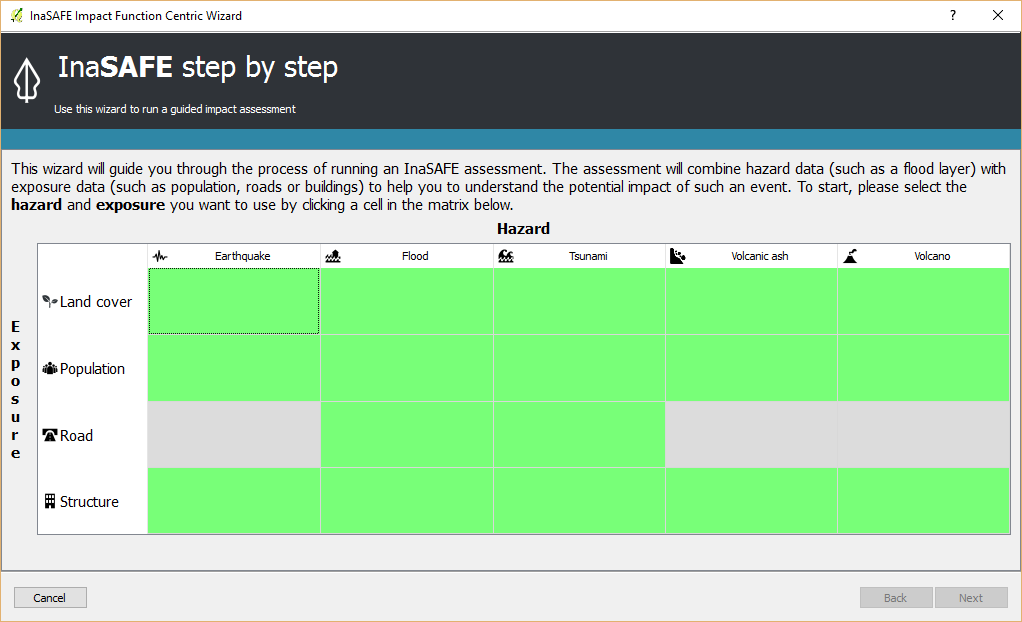 InaSAFE Impact Function Centric Wizard
?
InaSAFE step by step
Use this wizard to run a guided impact assessment
This wizard will guide you through the process of running an InaSAFE assessment. The assessment will combine hazard data (such as a flood layer) with
exposure data (such as population, roads or buildings) to help you to understand the potential impact of such an event. To start, please select the
hazard and exposure you want to use by clicking a cell in the matrix below.
Hazard
Earthquake Flood Tsunami Volcanic ash Volcano
Exposure
Land cover
Population
Road
Structure
Cancel Back Next